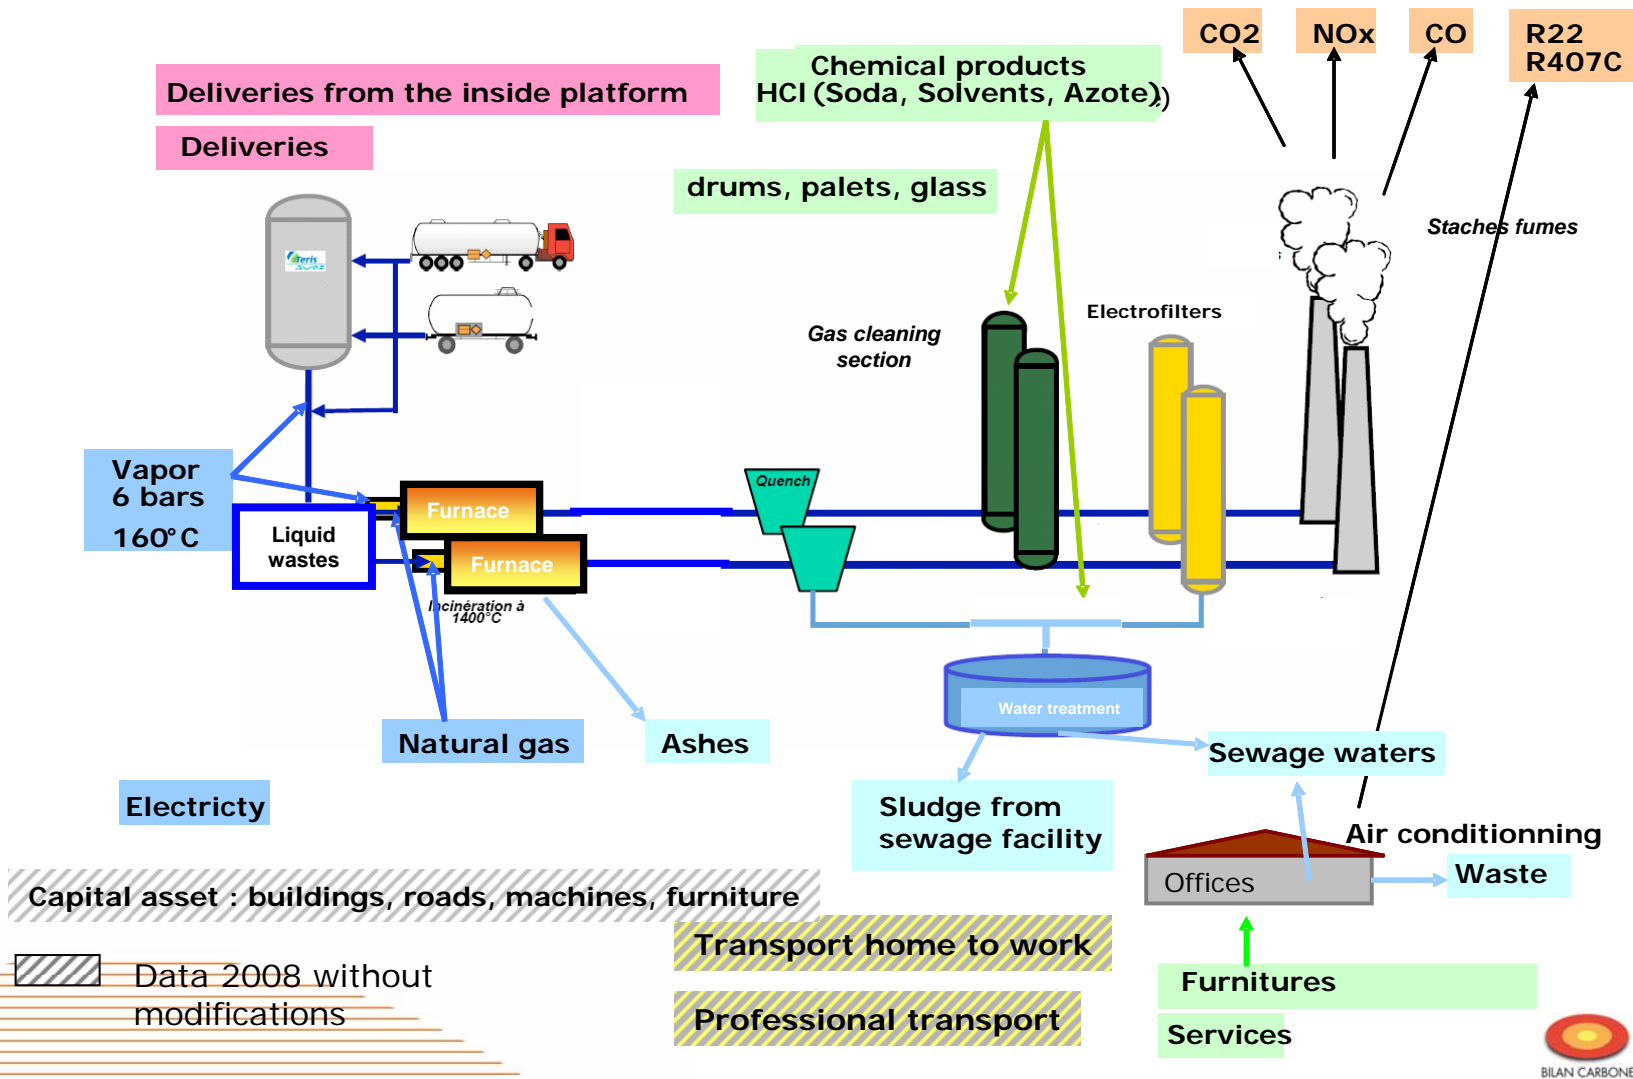 CO2
NOx
CO
R22
R407C
Chemical products
HCl (Soda, Solvents, Azote)
Deliveries from the inside platform
Deliveries
drums, palets, glass
Staches fumes
Teris
Electrofilters
Gas cleaning
section
Vapor
6 bars
160°C
Quench
Furnace
Liquid
wastes
Furnace
Incinération à
1400°C
Water treatment
Natural gas
Ashes
Sewage waters
Electricty
Sludge from
sewage facility
Air conditionning
Offices
Waste
Capital asset : buildings, roads, machines, furniture
Transport home to work
Data 2008 without
modifications
Furnitures
Professional transport
Services
BILAN CARBONE